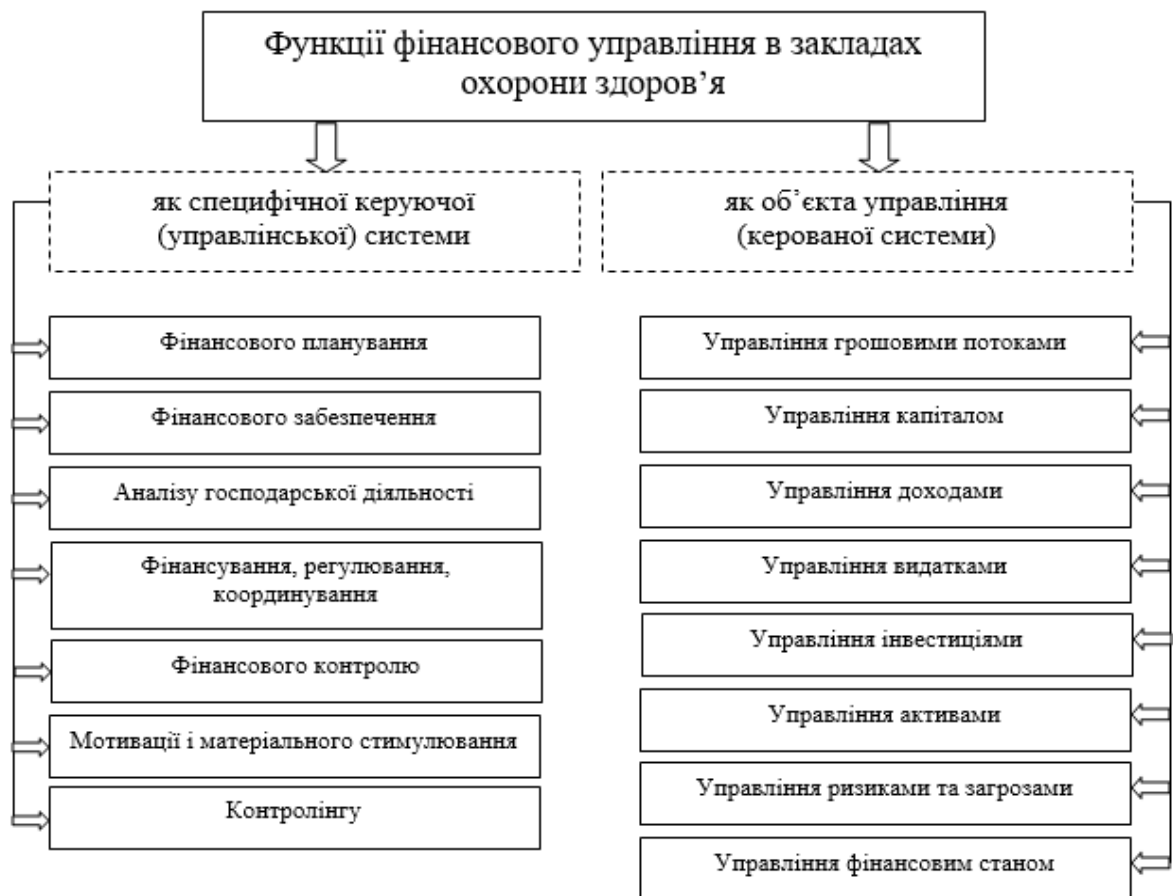 Функції фінансового управління в закладах
охорони здоров’я
як специфічної керуючої
(управлінської) системи
як об’єкта управління
(керованої системи)
Фінансового планування
Фінансового забезпечення
Аналізу господарської діяльності
Фінансування, регулювання,
координування
Фінансового контролю
Мотивації і матеріального стимулювання
Контролінгу
Управління грошовими потоками
Управління капіталом
Управління доходами
Управління видатками
Управління інвестиціями
Управління активами
Управління ризиками та загрозами
Управління фінансовим станом